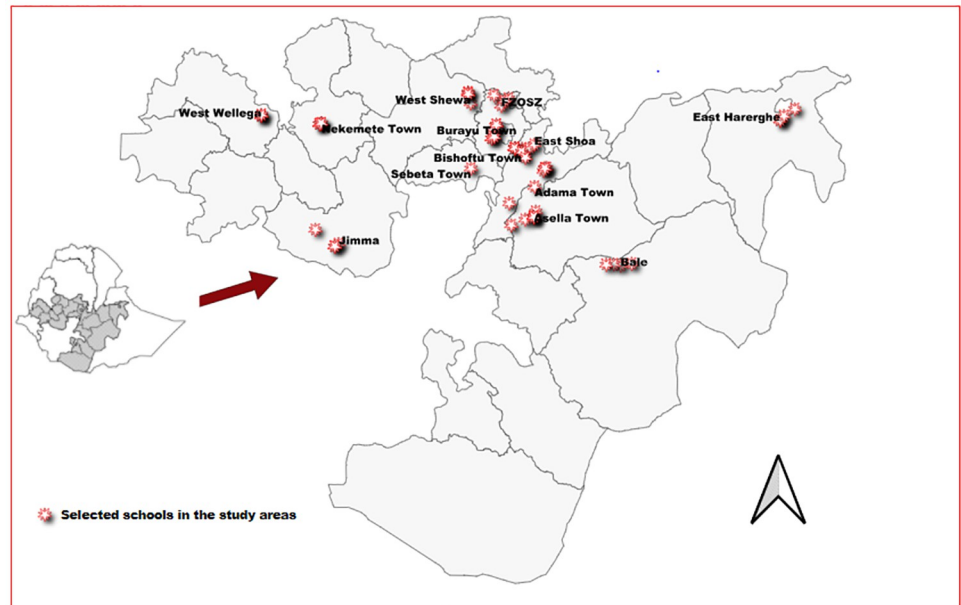 West Shewa
FZOSZ
West Wellega
East Harerghe
Nekemete Town
Burayu Town
East Shoa
Bishoftu Town
Sebeta Town
Adama Town
Asella Town
Jimma
Bale
Selected schools in the study areas